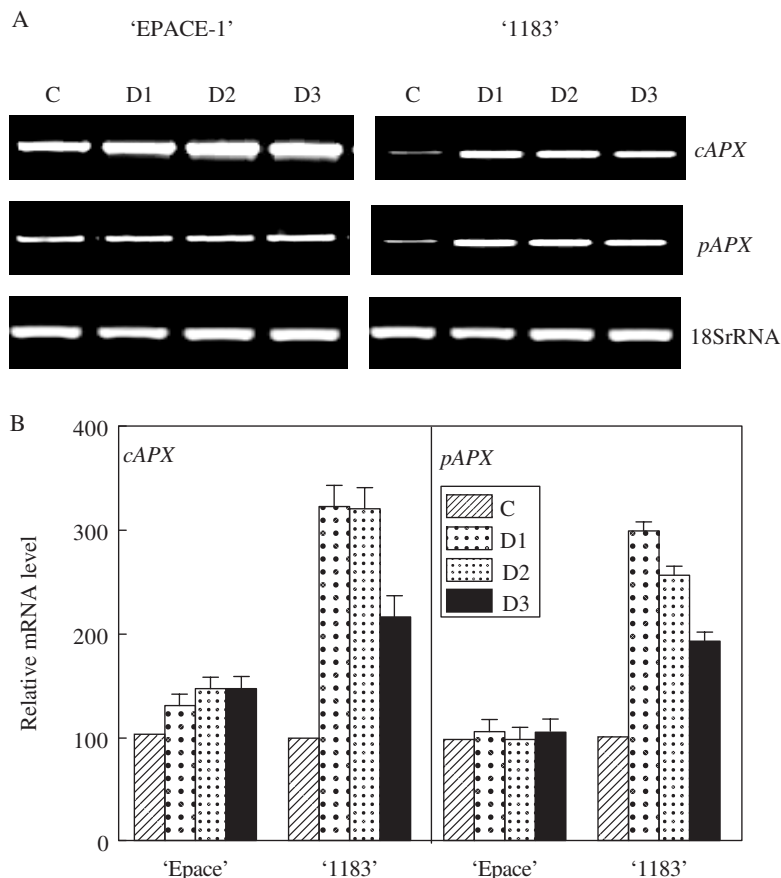 A
‘EPACE-1’ ‘1183’
C D1 D2 D3 C D1 D2 D3
cAPX
pAPX
18SrRNA
B
400
300
200
100
0
Relative mRNA level
cAPX
pAPX
C
D1
D2
D3
‘Epace’ ‘1183’ ‘Epace’ ‘1183’